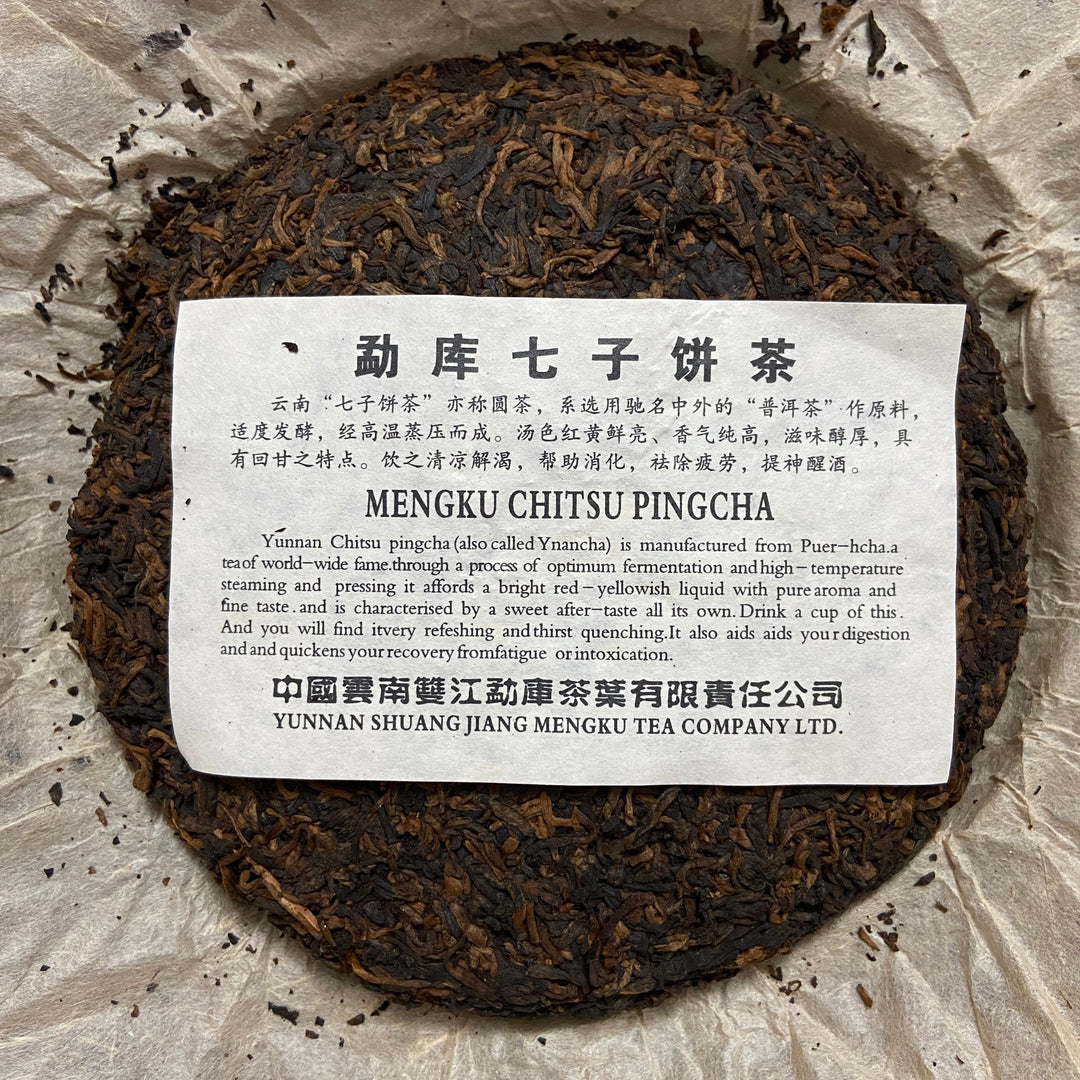 勐库七子饼茶
云南“七子饼茶”亦称圆茶，系选用驰名中外的“普洱茶”作原料，
适度发酵，经高温蒸压而成。汤色红黄鲜亮、香气纯高，滋味醇厚，具
有回甘之特点。饮之清凉解渴，帮助消化，祛除疲劳，提神醒酒。
MENGKU CHITSU PINGCHA
Yunnan Chitsu pingcha (also called Ynancha) is manufactured from Puer-hcha.a
tea of world-wide fame.through a process of optimum fermentation and high-temperature
steaming and pressing it affords a bright red-yellowish liquid with pure aroma and
fine taste.and is characterised by a sweet after-taste all its own.Drink a cup of this.
And you will find itvery refeshing and thirst quenching.It also aids aids your digestion
and and quickens your recovery fromfatigue or intoxication.
中國雲南雙江勐庫茶葉有限責任公司
YUNNAN SHUANG JIANG MENGKU TEA COMPANY LTD.